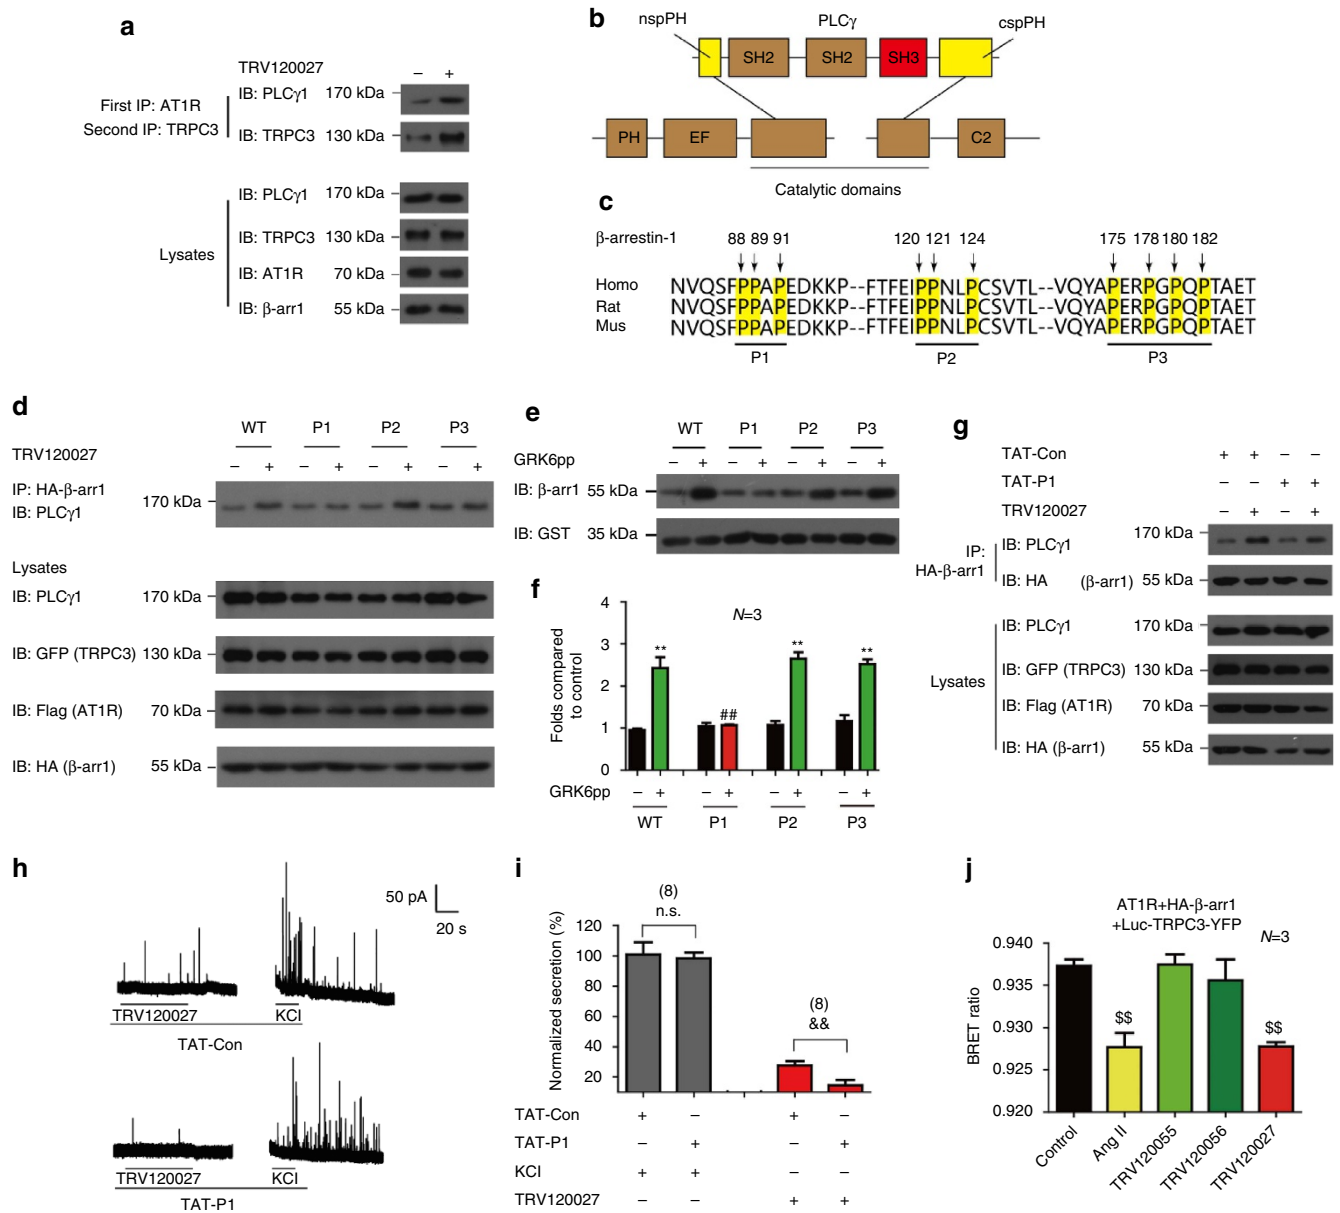 a
TRV120027 – +
First IP: AT1R
Second IP: TRPC3
IB: PLCγ1 170 kDa
IB: TRPC3 130 kDa
Lysates
IB: PLCγ1 170 kDa
IB: TRPC3 130 kDa
IB: AT1R 70 kDa
IB: β-arr1 55 kDa
b
nspPH PLCγ cspPH
SH2 SH2 SH3
PH EF C2
Catalytic domains
c
β-arrestin-1 88 89 91 120 121 124 175 178 180 182
Homo NVQSFPPAPEDKKP--FTFEIPPNLPCSVTL--VQYAPERPGPQPTAET
Rat NVQSFPPAPEDKKP--FTFEIPPNLPCSVTL--VQYAPERPGPQPTAET
Mus NVQSFPPAPEDKKP--FTFEIPPNLPCSVTL--VQYAPERPGPQPTAET
P1 P2 P3
d
WT P1 P2 P3
TRV120027 – + – + – + – +
IP: HA-β-arr1
IB: PLCγ1 170 kDa
Lysates
IB: PLCγ1 170 kDa
IB: GFP (TRPC3) 130 kDa
IB: Flag (AT1R) 70 kDa
IB: HA (β-arr1) 55 kDa
e
WT P1 P2 P3
GRK6pp – + – + – + – +
IB: β-arr1 55 kDa
IB: GST 35 kDa
f
Folds compared
to control
N=3
4
3
2
1
0
** ## ** **
GRK6pp – + – + – + – +
WT P1 P2 P3
g
TAT-Con + + – –
TAT-P1 – – + +
TRV120027 – + – +
IP:
HA-β-arr1
IB: PLCγ1 170 kDa
IB: HA (β-arr1) 55 kDa
Lysates
IB: PLCγ1 170 kDa
IB: GFP (TRPC3) 130 kDa
IB: Flag (AT1R) 70 kDa
IB: HA (β-arr1) 55 kDa
h
50 pA
20 s
TRV120027 KCl
TAT-Con
TRV120027 KCl
TAT-P1
i
Normalized secretion (%)
120
100
80
60
40
20
(8)
n.s.
(8)
&&
TAT-Con + – + –
TAT-P1 – + – +
KCl + + – –
TRV120027 – – + +
j
AT1R+HA-β-arr1
+Luc-TRPC3-YFP
N=3
BRET ratio
0.940
0.935
0.930
0.925
0.920
$$ $$
Control Ang II TRV120055 TRV120056 TRV120027